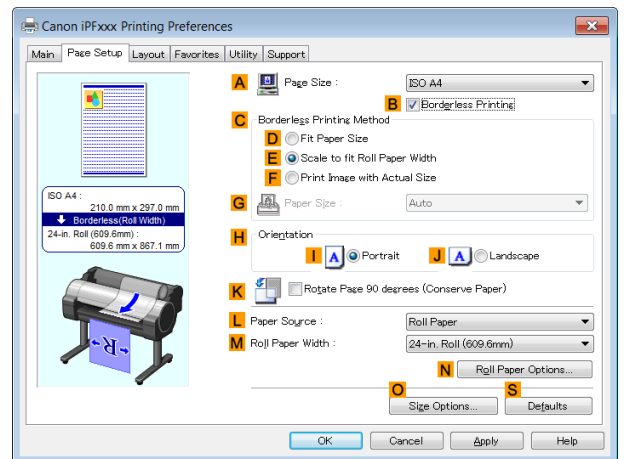 Canon iPFxxx Printing Preferences
Main Page Setup Layout Favorites Utility Support
A Page Size : ISO A4
B Borderless Printing
C Borderless Printing Method
D Fit Paper Size
E Scale to fit Roll Paper Width
F Print Image with Actual Size
ISO A4 :
210.0 mm x 297.0 mm
Borderless(Roll Width)
24-in. Roll (609.6 mm) :
609.6 mm x 867.1 mm
G Paper Size : Auto
H Orientation
I A Portrait J A Landscape
K Rotate Page 90 degrees (Conserve Paper)
L Paper Source : Roll Paper
M Roll Paper Width : 24-in. Roll (609.6mm)
R
N Roll Paper Options...
O Size Options... S Defaults
OK Cancel Apply Help